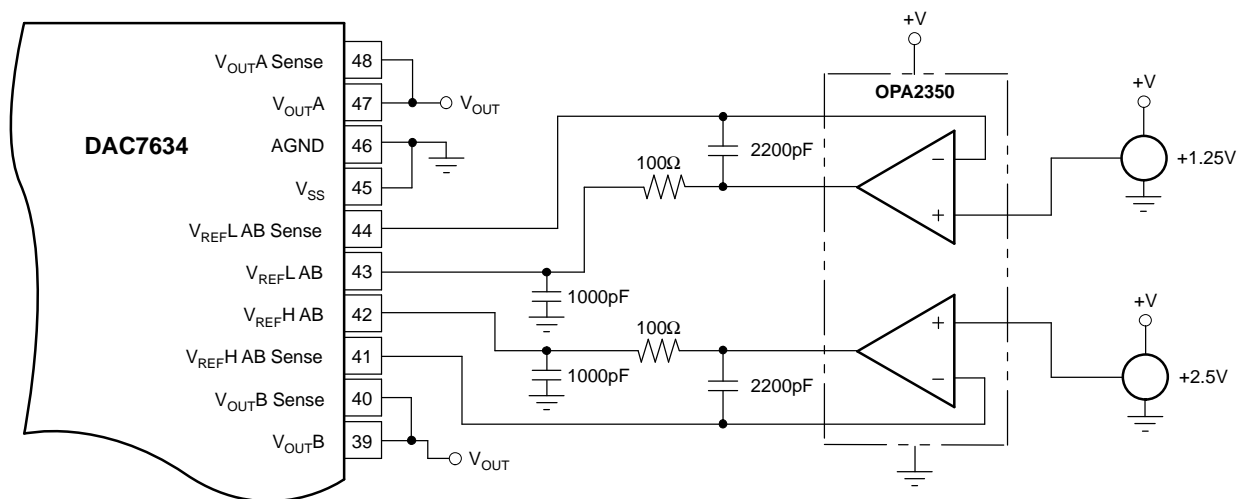 DAC7634
V_OUT A Sense 48
V_OUT A 47
V_OUT
AGND 46
V_SS 45
V_REF L AB Sense 44
V_REF L AB 43
V_REF H AB 42
V_REF H AB Sense 41
V_OUT B Sense 40
V_OUT B 39
V_OUT
1000pF
1000pF
100Ω
2200pF
100Ω
2200pF
+V
OPA2350
−
+
+
−
+V
+1.25V
+V
+2.5V